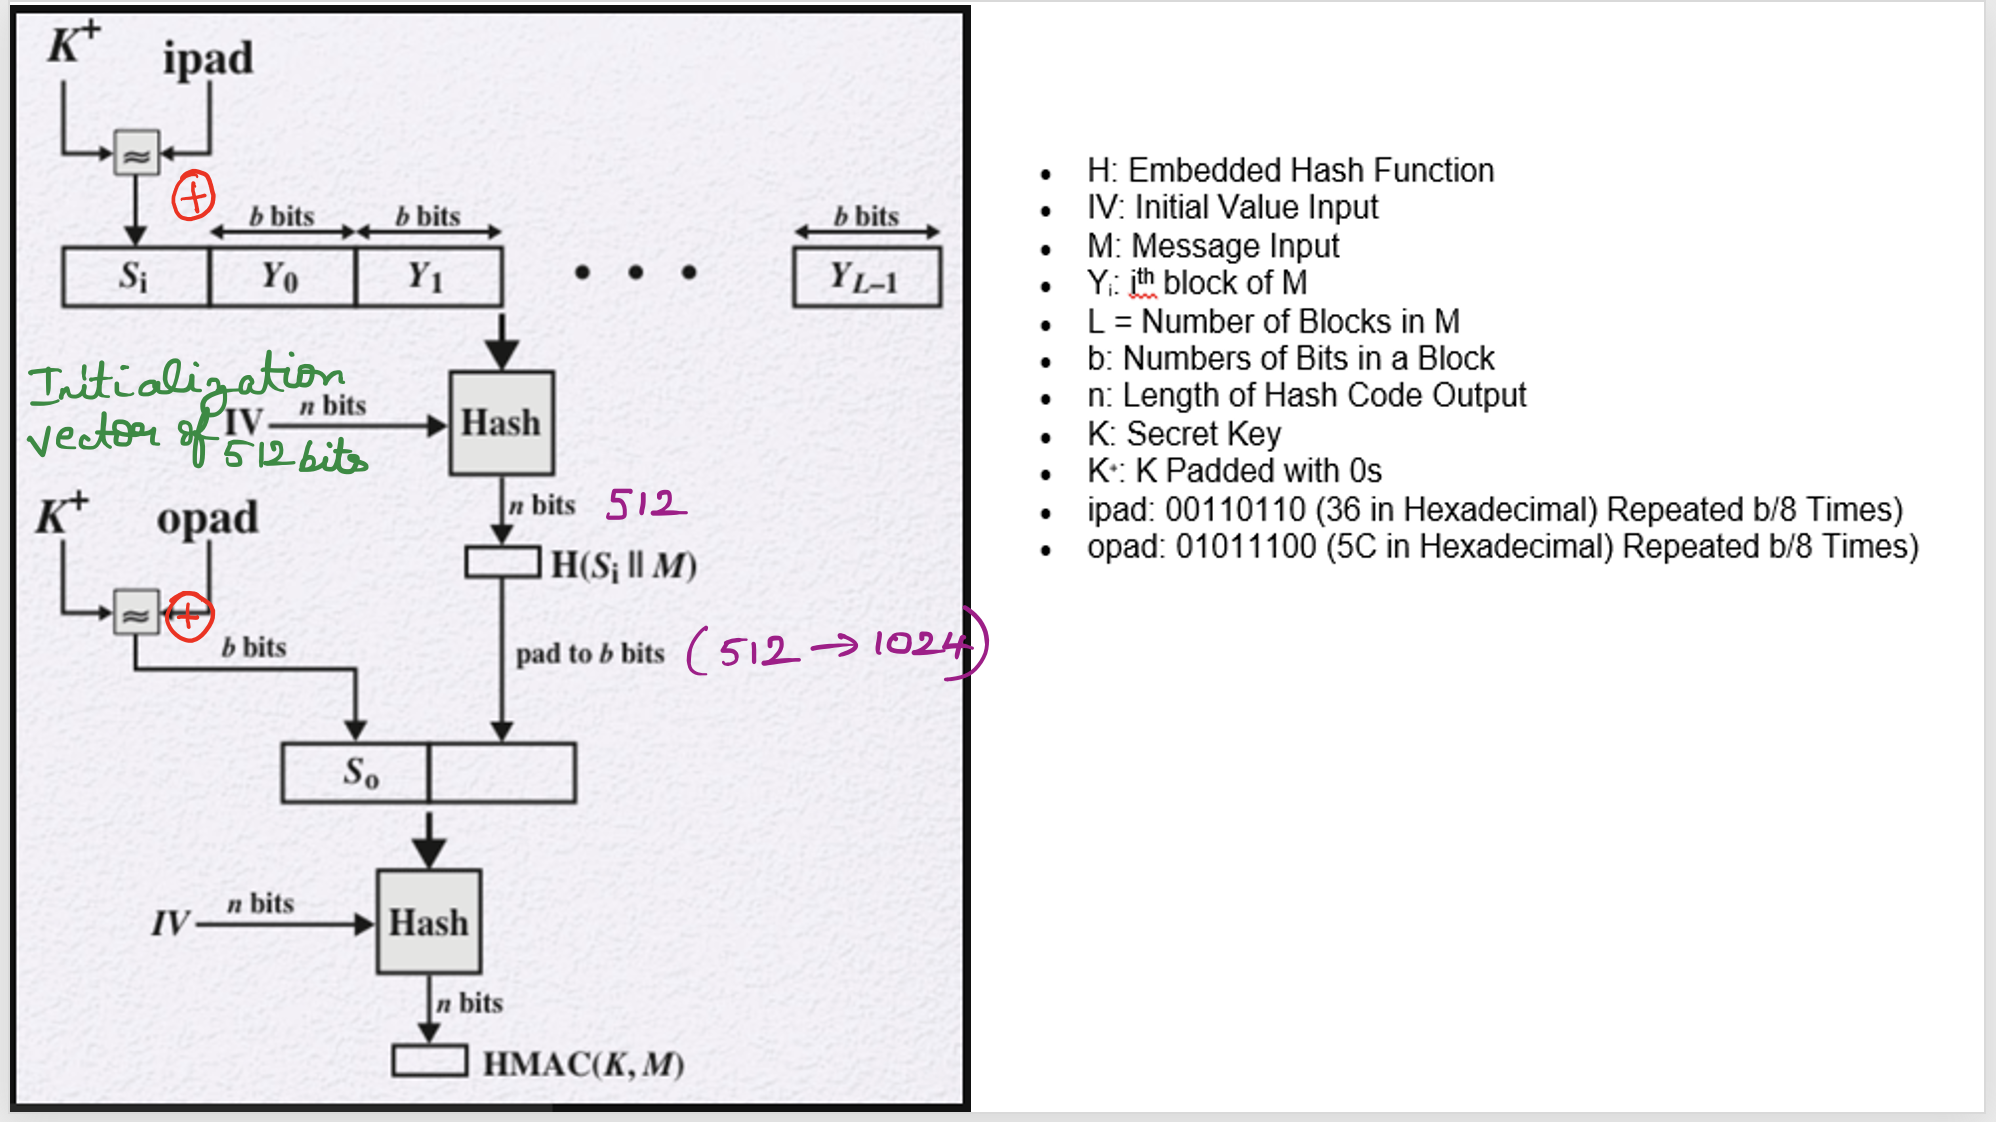 K+ ipad
≈
+
b bits b bits b bits
Si Y0 Y1 • • • YL–1
Initialization
vector of
512 bits
IV n bits Hash
n bits 512
H(Si || M)
K+ opad
≈ +
b bits
pad to b bits (512 → 1024)
So
IV n bits Hash
n bits
HMAC(K, M)
• H: Embedded Hash Function
• IV: Initial Value Input
• M: Message Input
• Yi: ith block of M
• L = Number of Blocks in M
• b: Numbers of Bits in a Block
• n: Length of Hash Code Output
• K: Secret Key
• K+: K Padded with 0s
• ipad: 00110110 (36 in Hexadecimal) Repeated b/8 Times)
• opad: 01011100 (5C in Hexadecimal) Repeated b/8 Times)